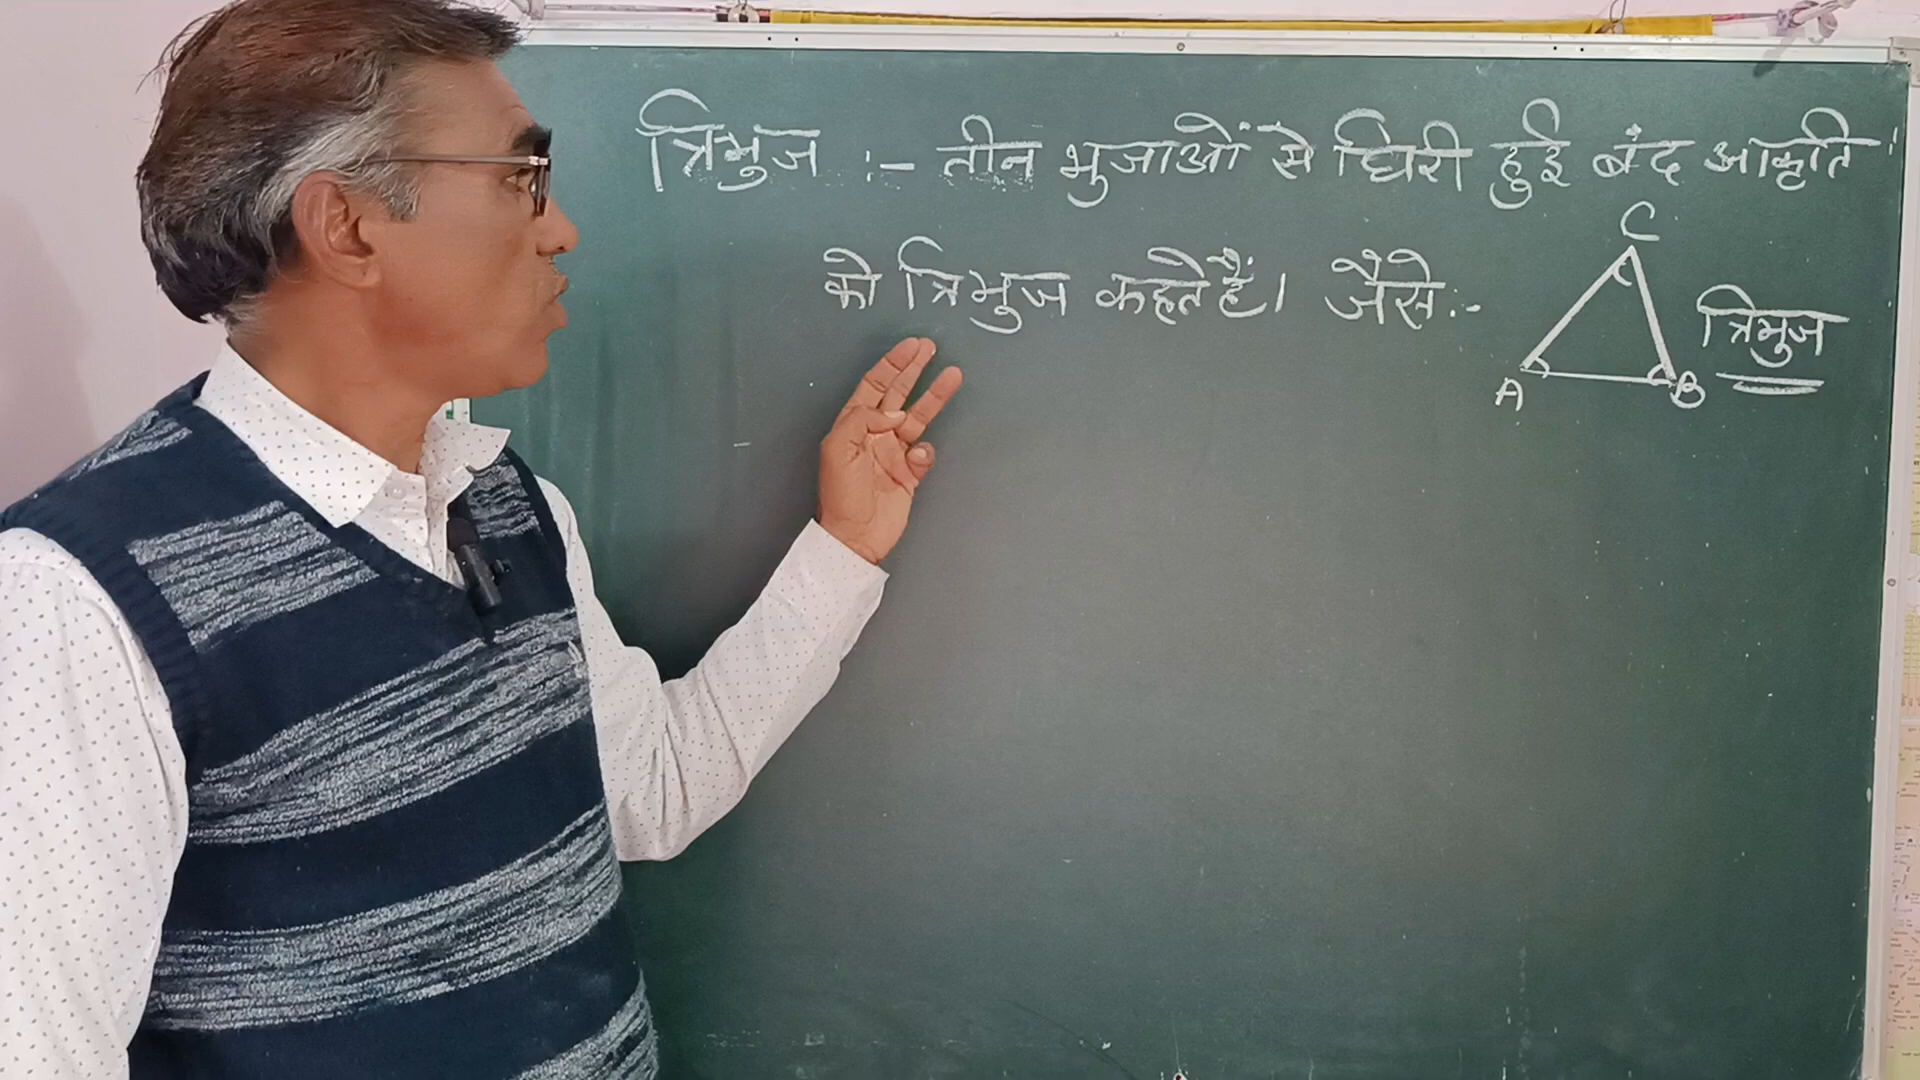 त्रिभुज :- तीन भुजाओं से घिरी हुई बंद आकृति
को त्रिभुज कहते हैं। जैसे:-
C
त्रिभुज
A
B